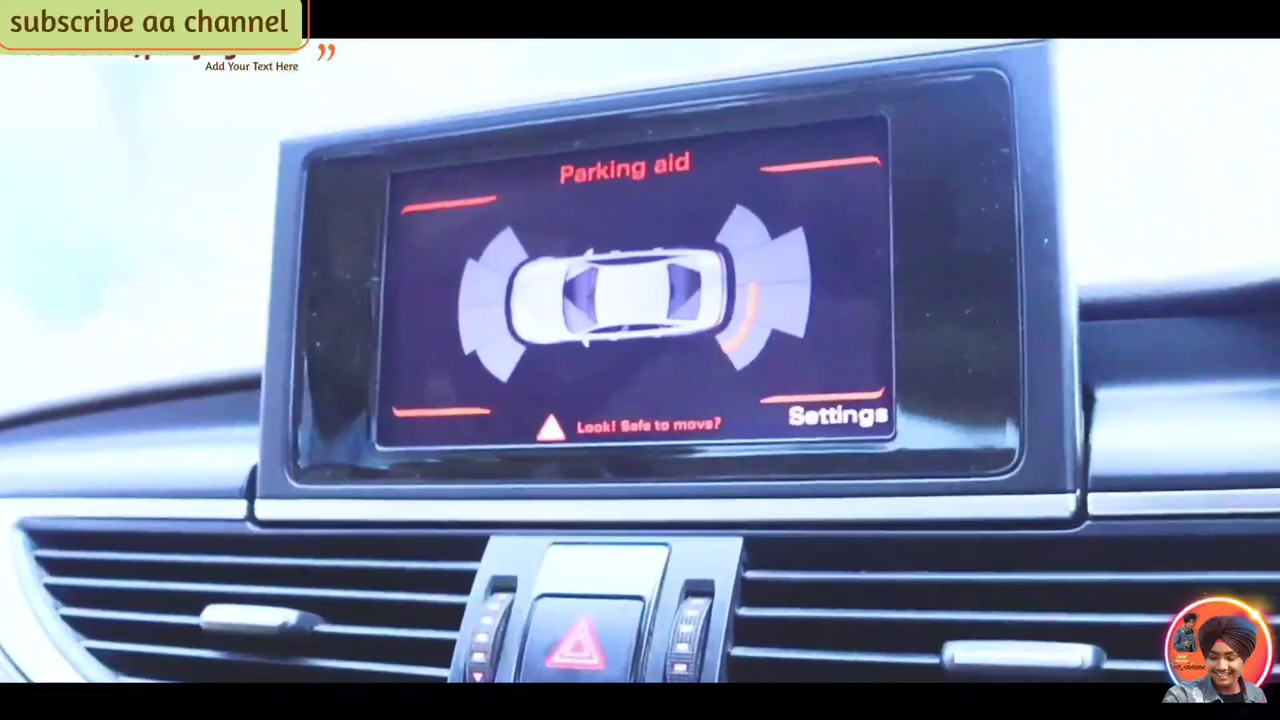 subscribe aa channel
”
Add Your Text Here
Parking aid
Look! Safe to move?
Settings